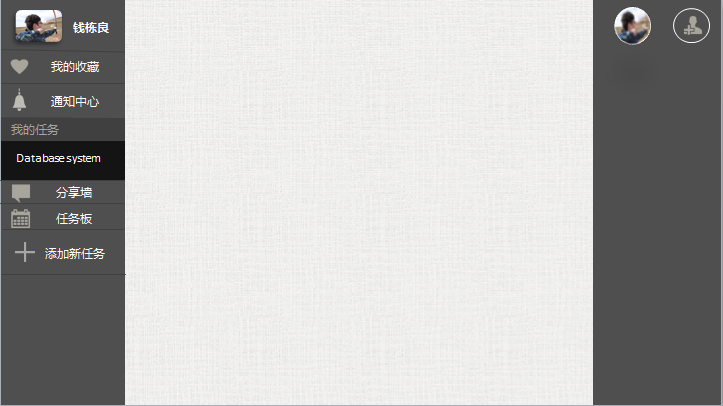 钱栋良
我的收藏
通知中心
我的任务
Database system
分享墙
任务板
添加新任务